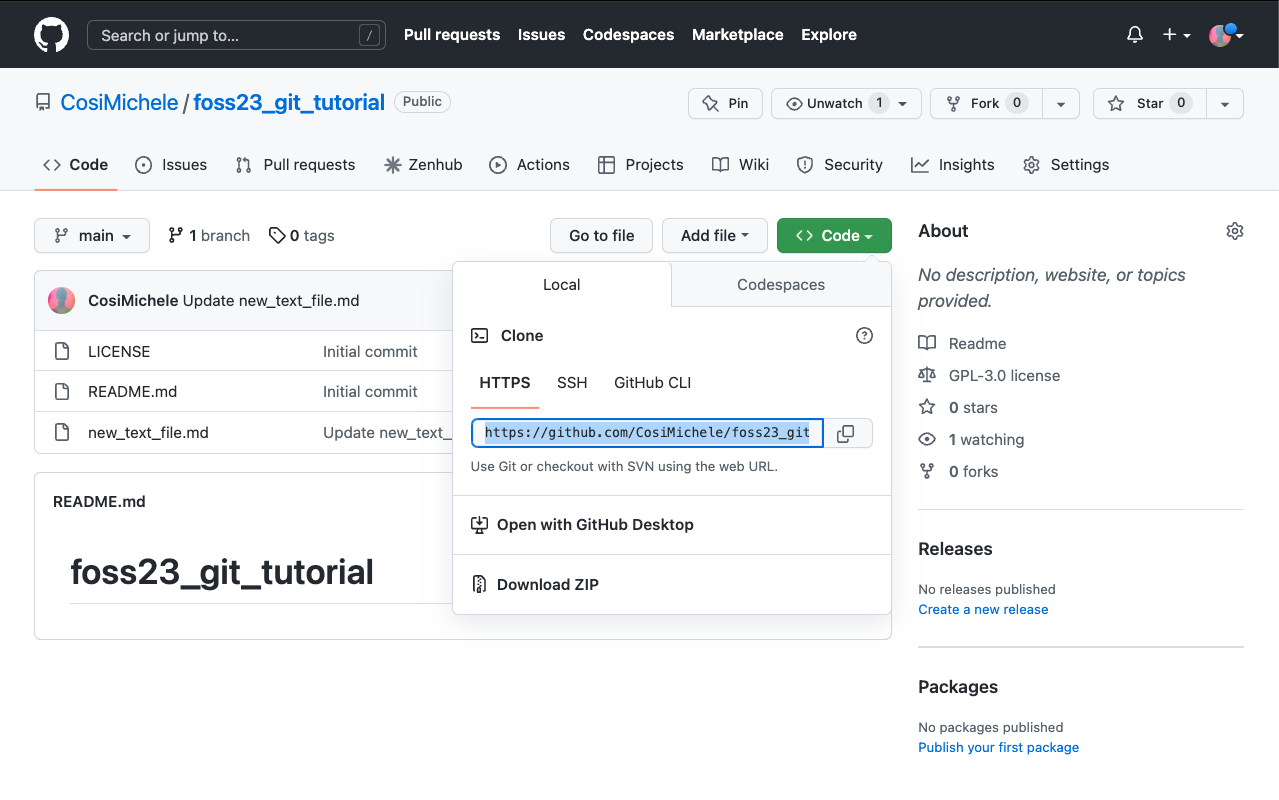 Search or jump to... / Pull requests Issues Codespaces Marketplace Explore
CosiMichele / foss23_git_tutorial Public Pin Unwatch 1 Fork 0 Star 0
Code Issues Pull requests Zenhub Actions Projects Wiki Security Insights Settings
main 1 branch 0 tags Go to file Add file Code
CosiMichele Update new_text_file.md
LICENSE Initial commit
README.md Initial commit
new_text_file.md Update new_text_
README.md
foss23_git_tutorial
Local Codespaces
Clone
HTTPS SSH GitHub CLI
https://github.com/CosiMichele/foss23_git
Use Git or checkout with SVN using the web URL.
Open with GitHub Desktop
Download ZIP
About
No description, website, or topics
provided.
Readme
GPL-3.0 license
0 stars
1 watching
0 forks
Releases
No releases published
Create a new release
Packages
No packages published
Publish your first package